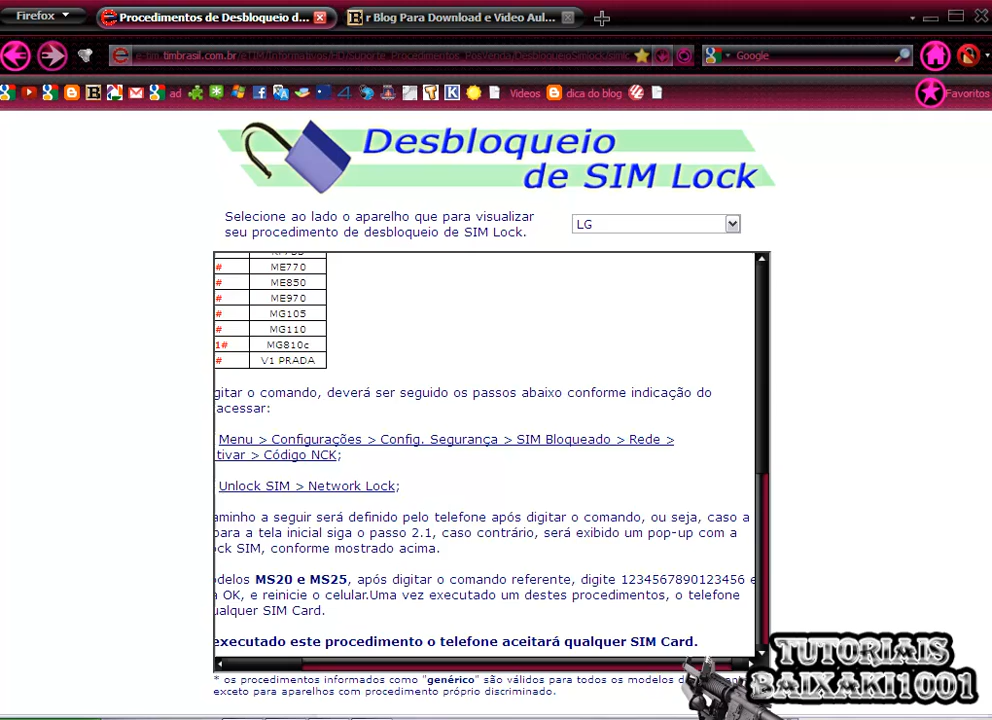 Firefox
Procedimentos de Desbloqueio d...
r Blog Para Download e Video Aul...
timbrasil.com.br
Google
ad
Videos
dica do blog
Favoritos
Desbloqueio
de SIM Lock
Selecione ao lado o aparelho que para visualizar
seu procedimento de desbloqueio de SIM Lock.
LG
# ME770
# ME850
# ME970
# MG105
# MG110
1# MG810c
# V1 PRADA
gitar o comando, deverá ser seguido os passos abaixo conforme indicação do
acessar:
Menu > Configurações > Config. Segurança > SIM Bloqueado > Rede >
tivar > Código NCK;
Unlock SIM > Network Lock;
aminho a seguir será definido pelo telefone após digitar o comando, ou seja, caso a
para a tela inicial siga o passo 2.1, caso contrário, será exibido um pop-up com a
ck SIM, conforme mostrado acima.
delos MS20 e MS25, após digitar o comando referente, digite 1234567890123456 e
OK, e reinicie o celular.Uma vez executado um destes procedimentos, o telefone
ualquer SIM Card.
executado este procedimento o telefone aceitará qualquer SIM Card.
* os procedimentos informados como "genérico" são válidos para todos os modelos
exceto para aparelhos com procedimento próprio discriminado.
TUTORIAIS
BAIXAKI1001